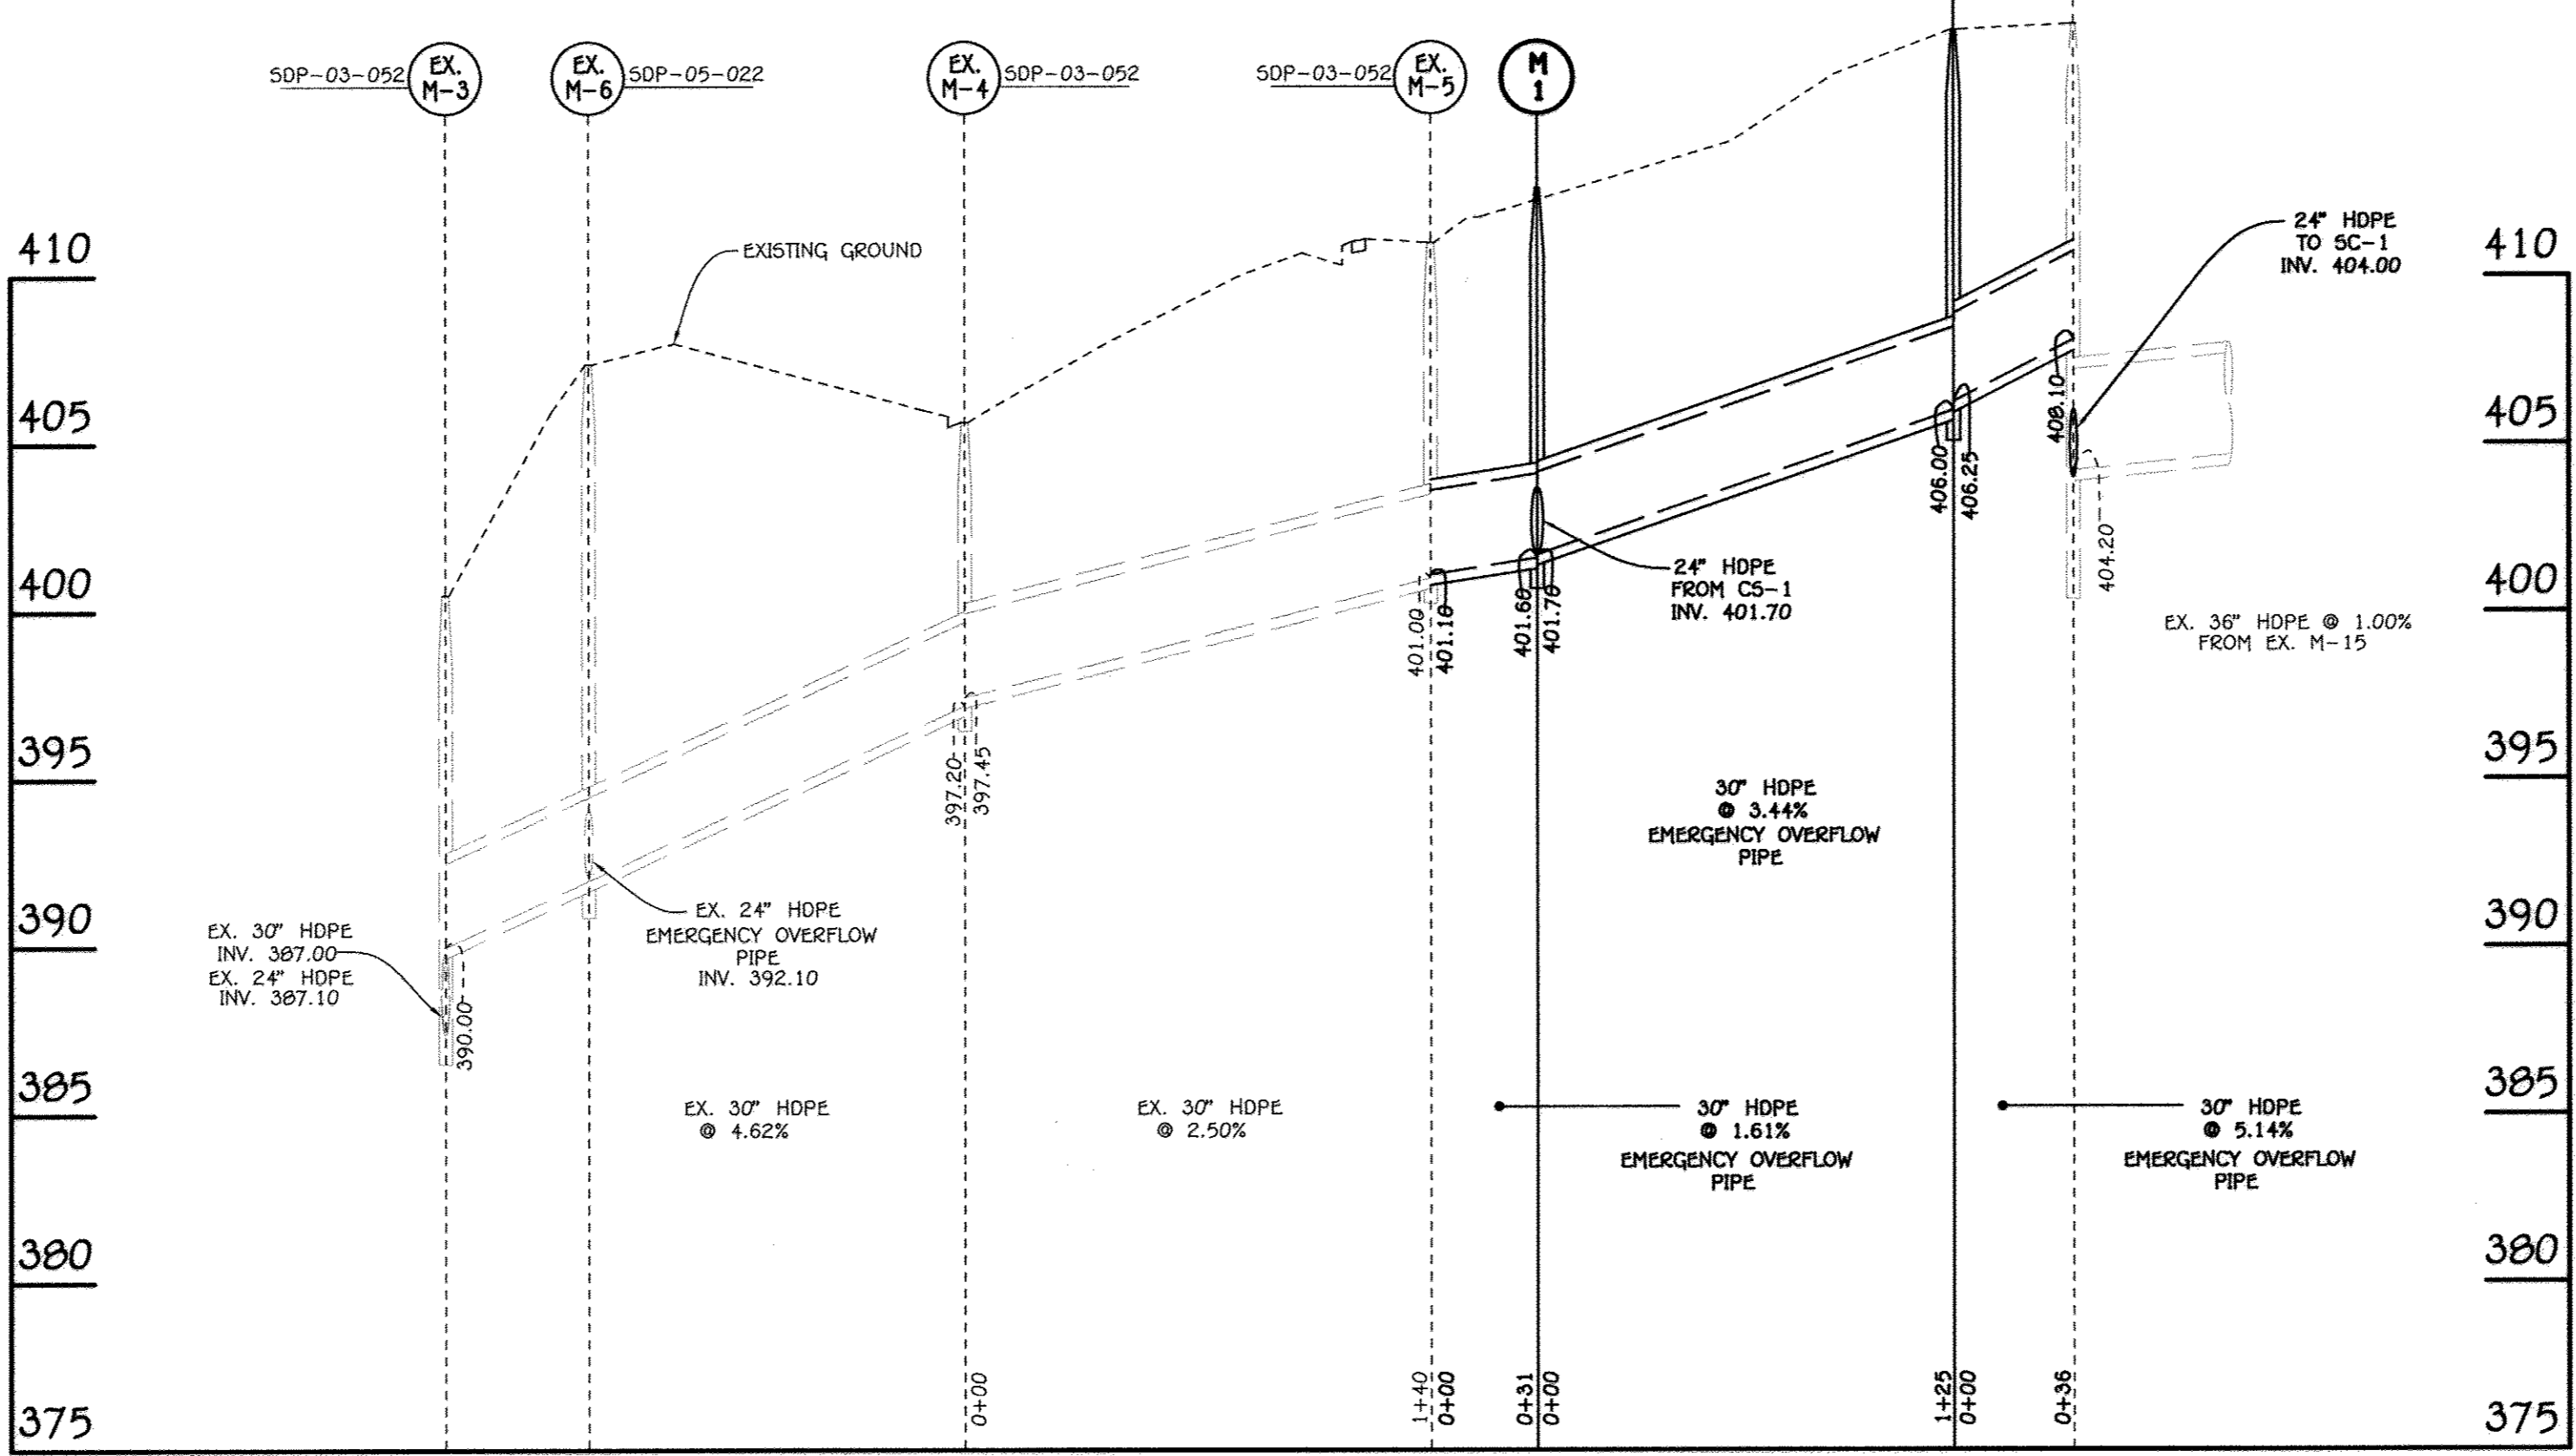 SDP-03-052
EX.
M-3
EX.
M-6
SDP-05-022
EX.
M-4
SDP-03-052
SDP-03-052
EX.
M-5
M
1
EXISTING GROUND
24" HDPE
TO SC-1
INV. 404.00
410
405
400
395
390
385
380
375
410
405
400
395
390
385
380
375
408.10
406.00
406.25
404.20
24" HDPE
FROM CS-1
INV. 401.70
401.00
401.10
401.60
401.70
EX. 36" HDPE @ 1.00%
FROM EX. M-15
397.20
397.45
30" HDPE
@ 3.44%
EMERGENCY OVERFLOW
PIPE
EX. 30" HDPE
INV. 387.00
EX. 24" HDPE
INV. 387.10
EX. 24" HDPE
EMERGENCY OVERFLOW
PIPE
INV. 392.10
390.00
EX. 30" HDPE
@ 4.62%
EX. 30" HDPE
@ 2.50%
30" HDPE
@ 1.61%
EMERGENCY OVERFLOW
PIPE
30" HDPE
@ 5.14%
EMERGENCY OVERFLOW
PIPE
0+00
1+40
0+00
0+31
0+00
1+25
0+00
0+36